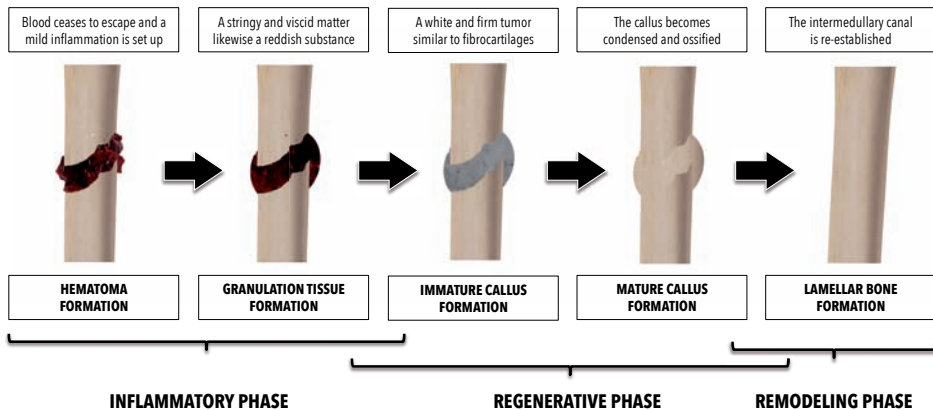 Blood ceases to escape and a
mild inflammation is set up
A stringy and viscid matter
likewise a reddish substance
A white and firm tumor
similar to fibrocartilages
The callus becomes
condensed and ossified
The intermedullary canal
is re-established
HEMATOMA
FORMATION
GRANULATION TISSUE
FORMATION
IMMATURE CALLUS
FORMATION
MATURE CALLUS
FORMATION
LAMELLAR BONE
FORMATION
INFLAMMATORY PHASE
REGENERATIVE PHASE
REMODELING PHASE